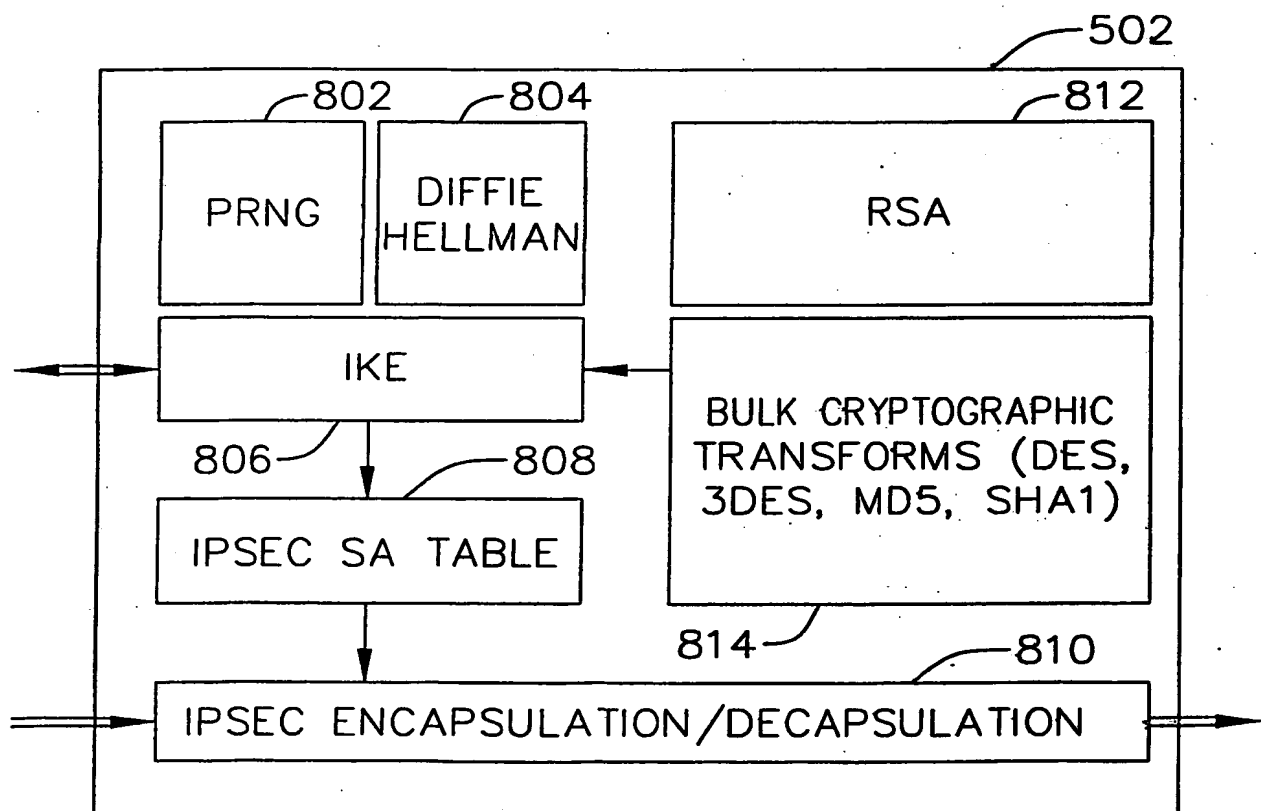 502
802
804
812
PRNG
DIFFIE
HELLMAN
RSA
IKE
806
808
BULK CRYPTOGRAPHIC
TRANSFORMS (DES,
3DES, MD5, SHA1)
IPSEC SA TABLE
814
810
IPSEC ENCAPSULATION/DECAPSULATION